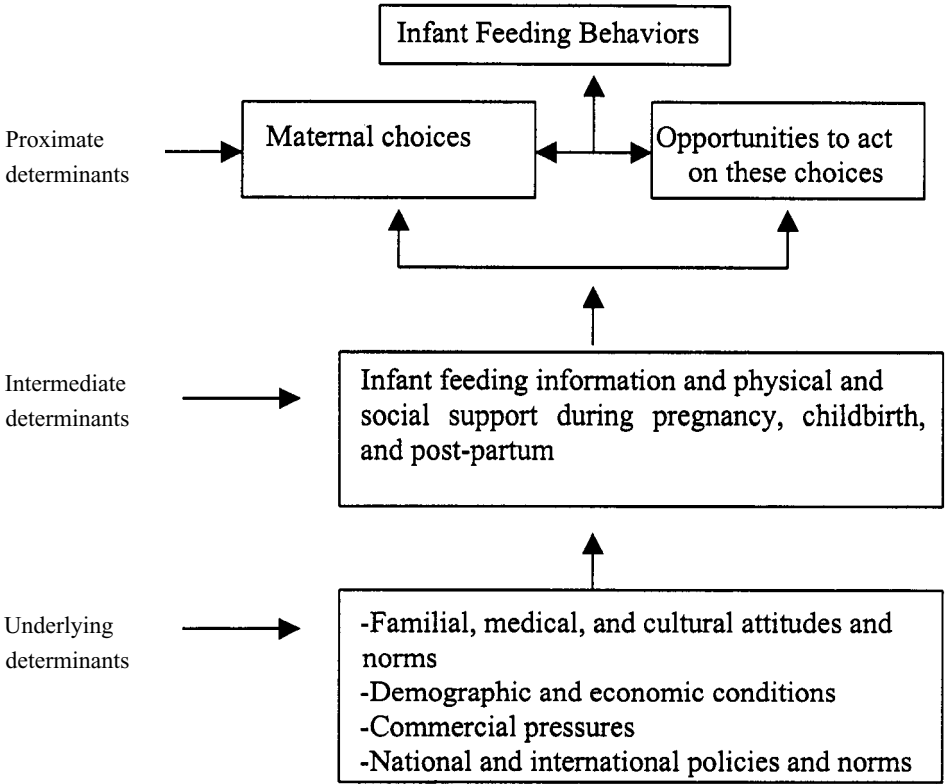 Infant Feeding Behaviors
Proximate
determinants
Maternal choices
Opportunities to act
on these choices
Intermediate
determinants
Infant feeding information and physical and
social support during pregnancy, childbirth,
and post-partum
Underlying
determinants
-Familial, medical, and cultural attitudes and
norms
-Demographic and economic conditions
-Commercial pressures
-National and international policies and norms